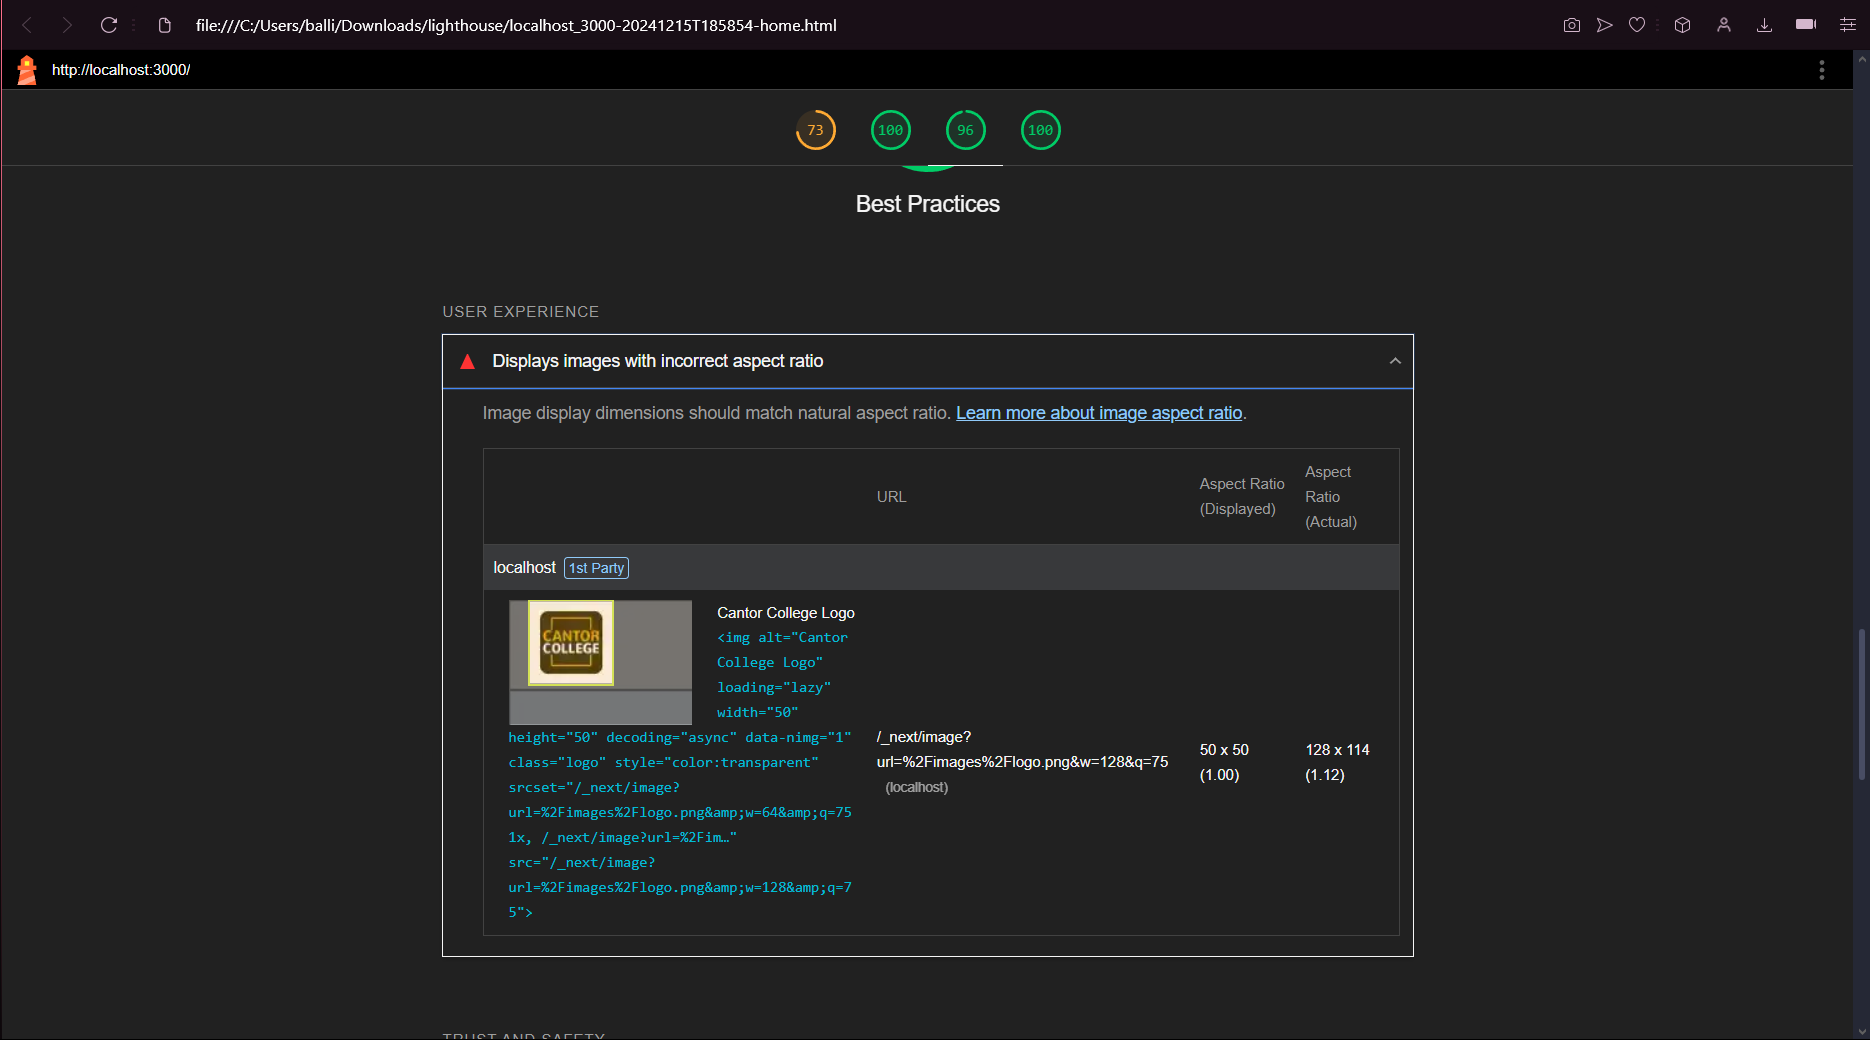 file:///C:/Users/balli/Downloads/lighthouse/localhost_3000-20241215T185854-home.html
http://localhost:3000/
73
100
96
100
Best Practices
USER EXPERIENCE
Displays images with incorrect aspect ratio
Image display dimensions should match natural aspect ratio. Learn more about image aspect ratio.
URL
Aspect Ratio
(Displayed)
Aspect
Ratio
(Actual)
localhost 1st Party
CANTOR
COLLEGE
Cantor College Logo
<img alt="Cantor
College Logo"
loading="lazy"
width="50"
height="50" decoding="async" data-nimg="1"
class="logo" style="color:transparent"
srcset="/_next/image?
url=%2Fimages%2Flogo.png&amp;w=64&amp;q=75
1x, /_next/image?url=%2Fim…"
src="/_next/image?
url=%2Fimages%2Flogo.png&amp;w=128&amp;q=7
5">
/_next/image?
url=%2Fimages%2Flogo.png&w=128&q=75
(localhost)
50 x 50
(1.00)
128 x 114
(1.12)
TRUST AND SAFETY